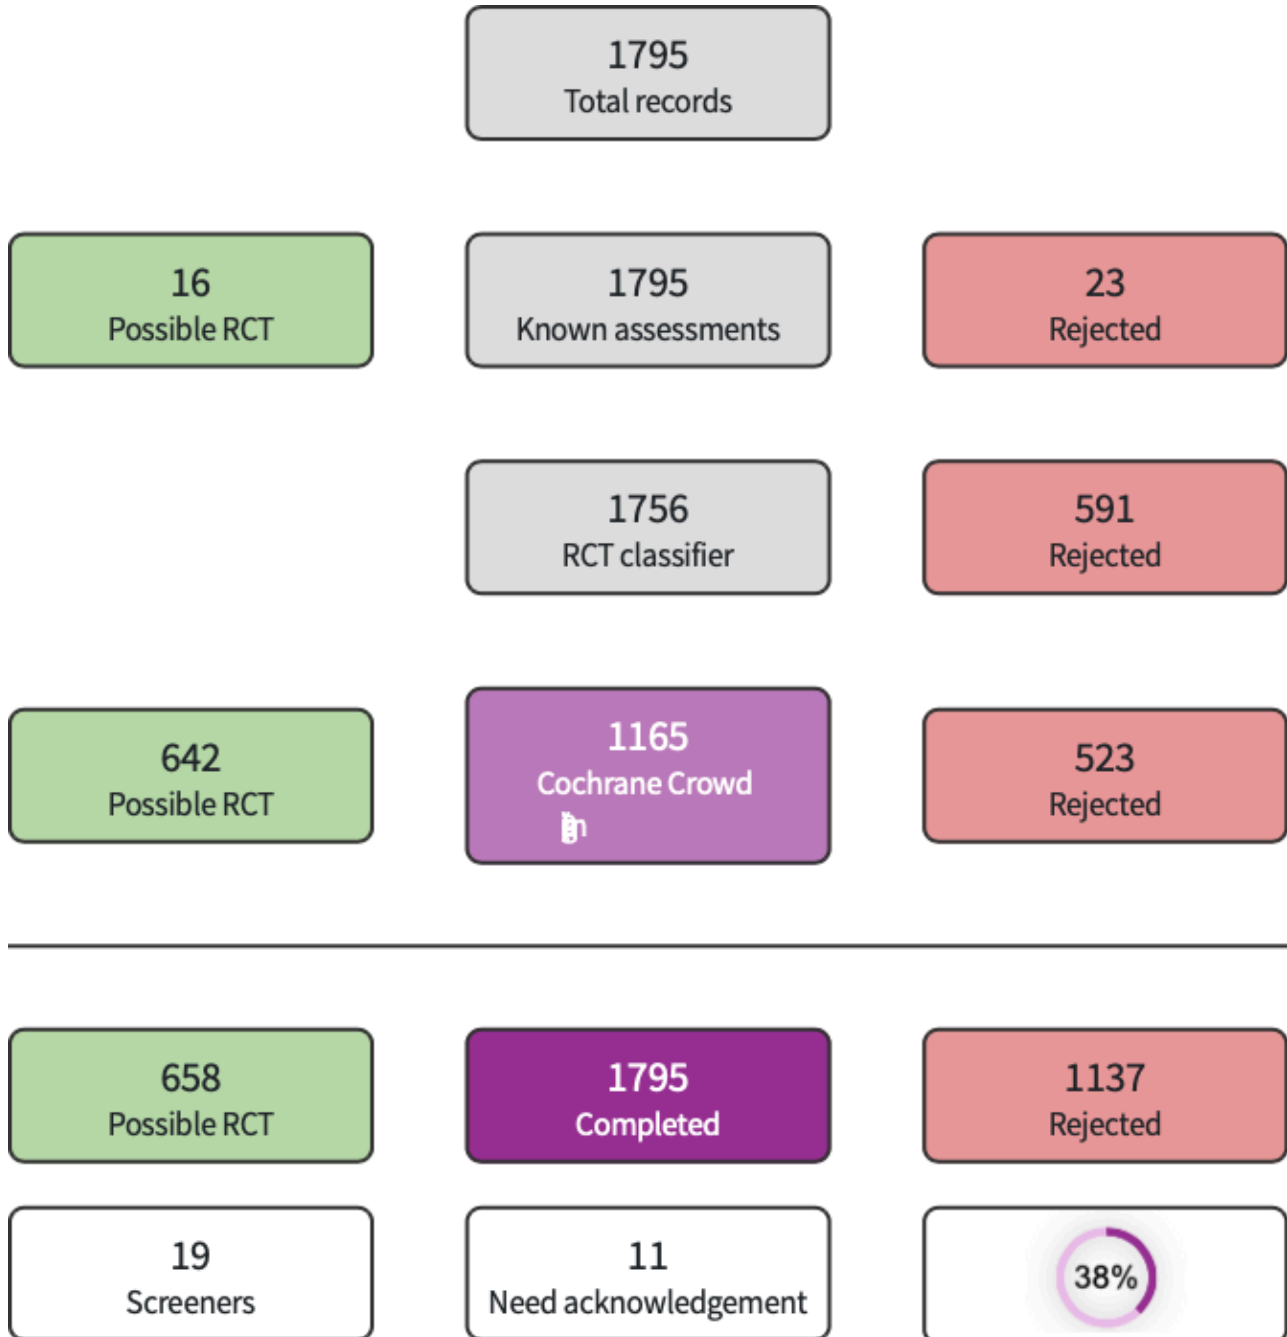 1795
Total records
16
Possible RCT
1795
Known assessments
23
Rejected
1756
RCT classifier
591
Rejected
642
Possible RCT
1165
Cochrane Crowd
523
Rejected
658
Possible RCT
1795
Completed
1137
Rejected
19
Screeners
11
Need acknowledgement
38%